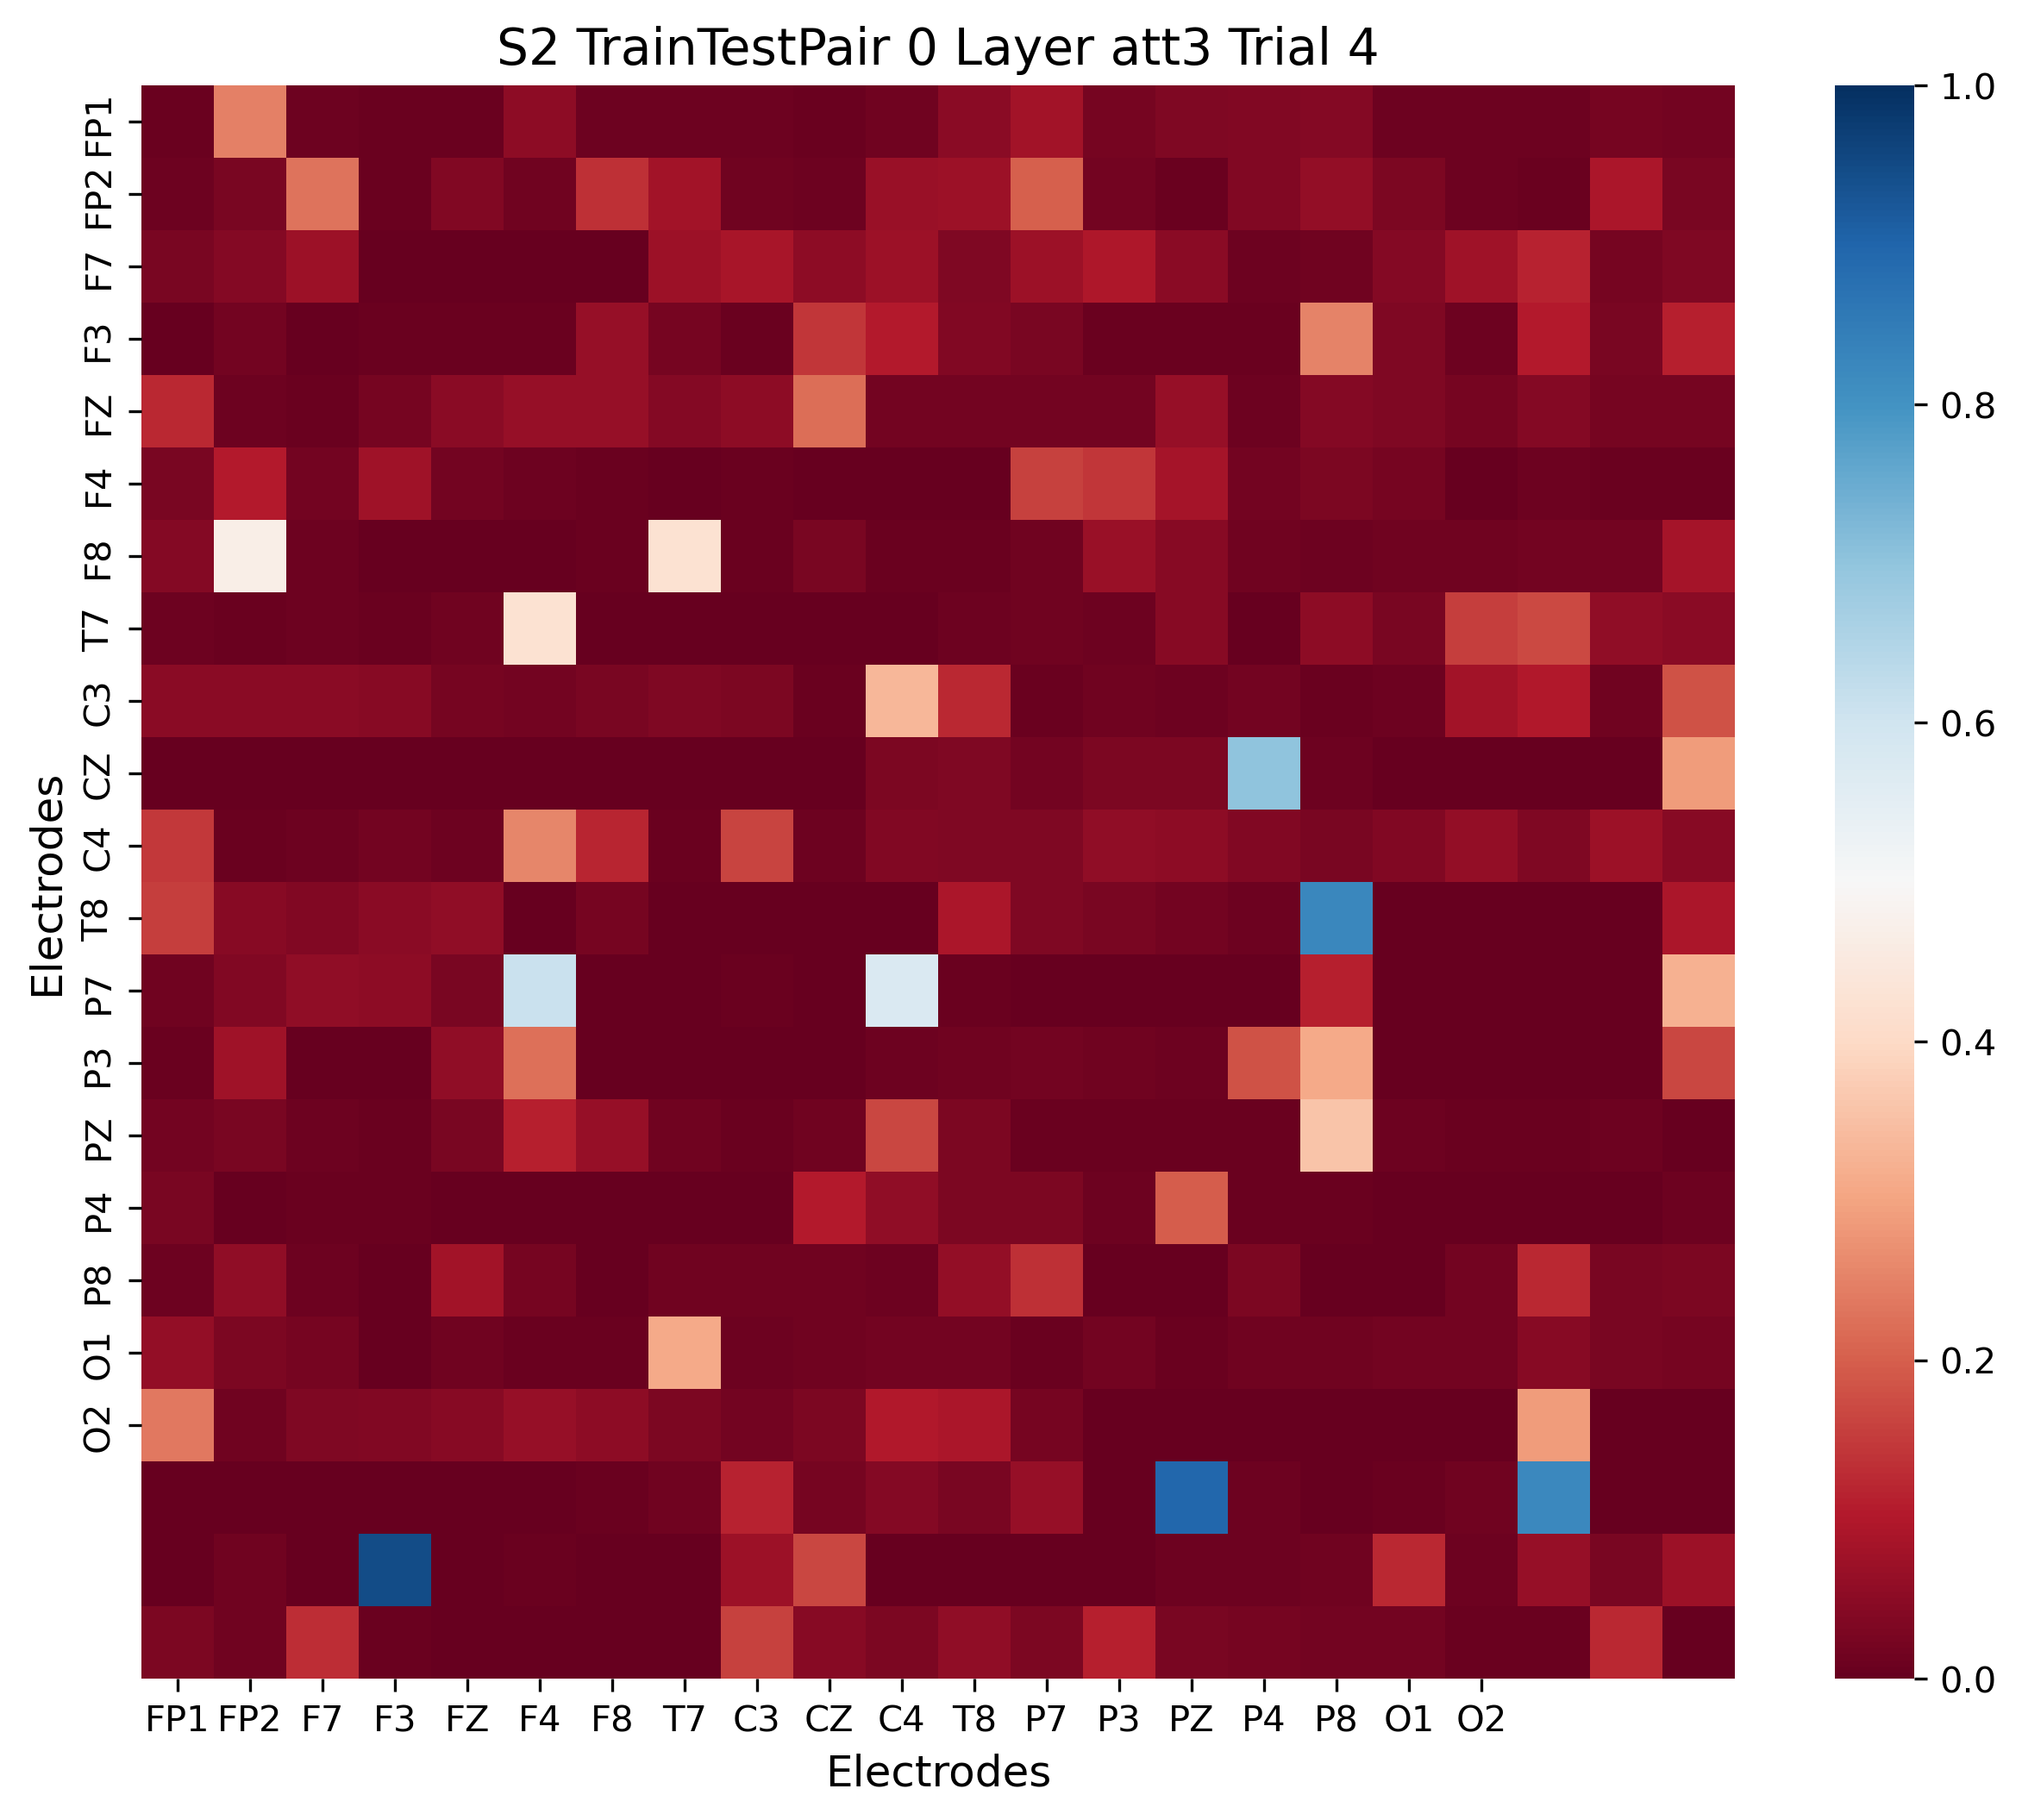 S2 TrainTestPair 0 Layer att3 Trial 4
Electrodes
FP1
FP2
F7
F3
FZ
F4
F8
T7
C3
CZ
C4
T8
P7
P3
PZ
P4
P8
O1
O2
FP1 FP2 F7 F3 FZ F4 F8 T7 C3 CZ C4 T8 P7 P3 PZ P4 P8 O1 O2
Electrodes
1.0
0.8
0.6
0.4
0.2
0.0